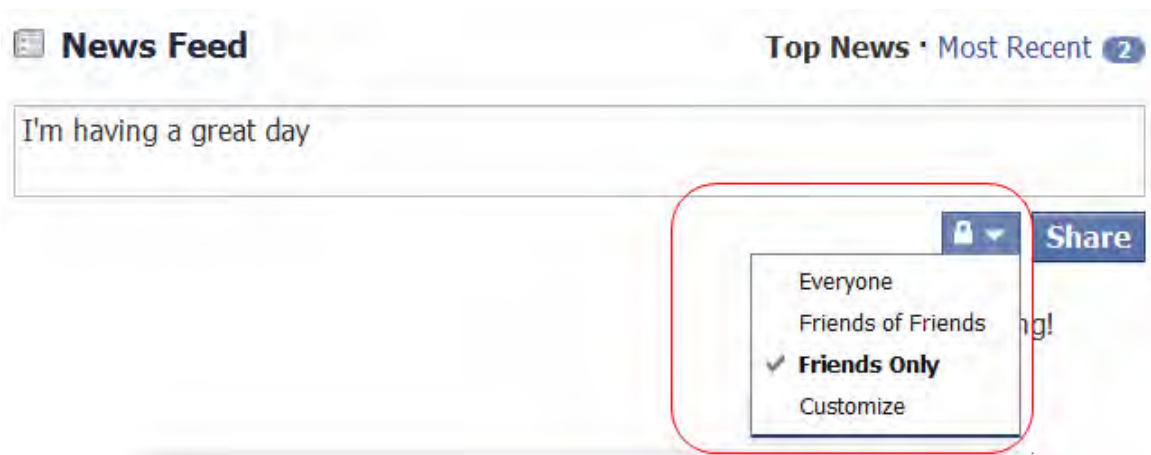 News Feed
Top News · Most Recent 2
I'm having a great day
Share
Everyone
Friends of Friends
Friends Only
Customize